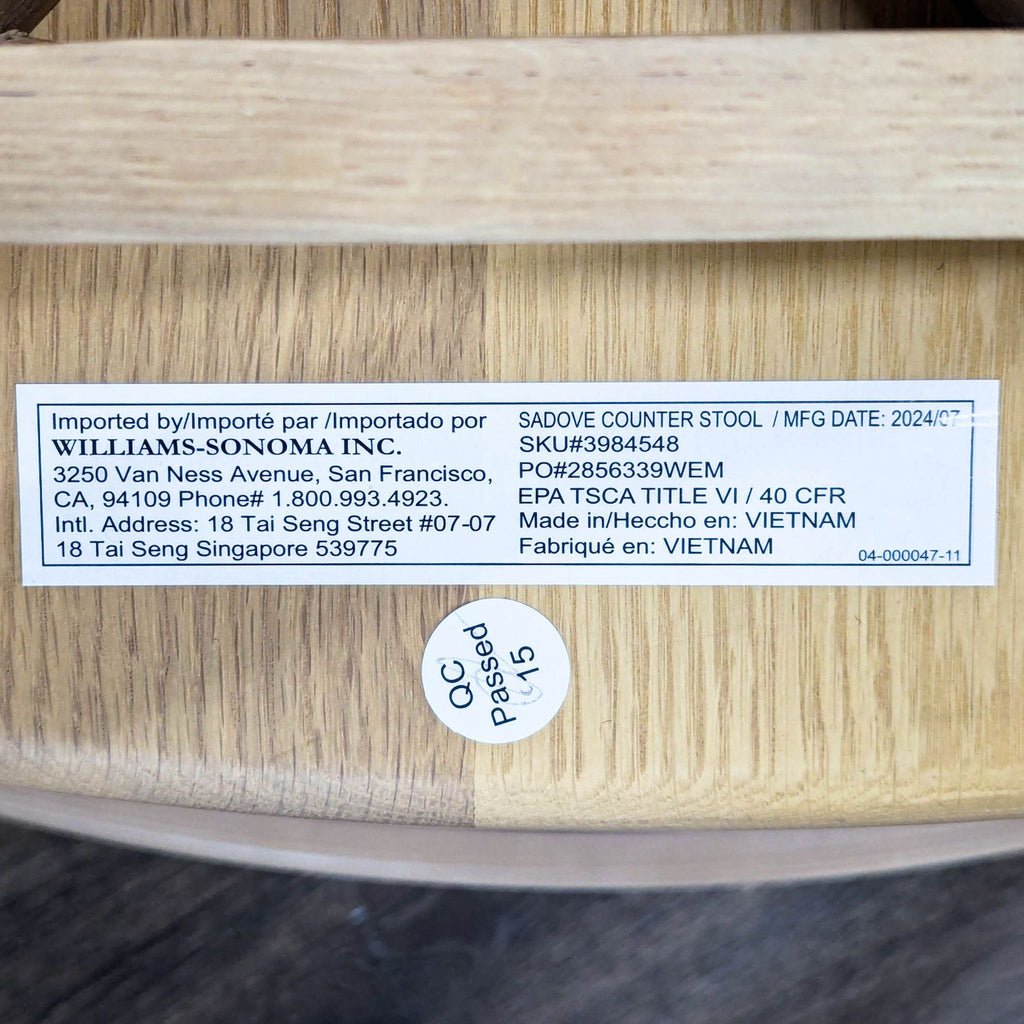 Imported by/Importé par /Importado por
WILLIAMS-SONOMA INC.
3250 Van Ness Avenue, San Francisco,
CA, 94109 Phone# 1.800.993.4923.
Intl. Address: 18 Tai Seng Street #07-07
18 Tai Seng Singapore 539775
SADOVE COUNTER STOOL / MFG DATE: 2024/07
SKU#3984548
PO#2856339WEM
EPA TSCA TITLE VI / 40 CFR
Made in/Heccho en: VIETNAM
Fabriqué en: VIETNAM
04-000047-11
QC
Passed
15